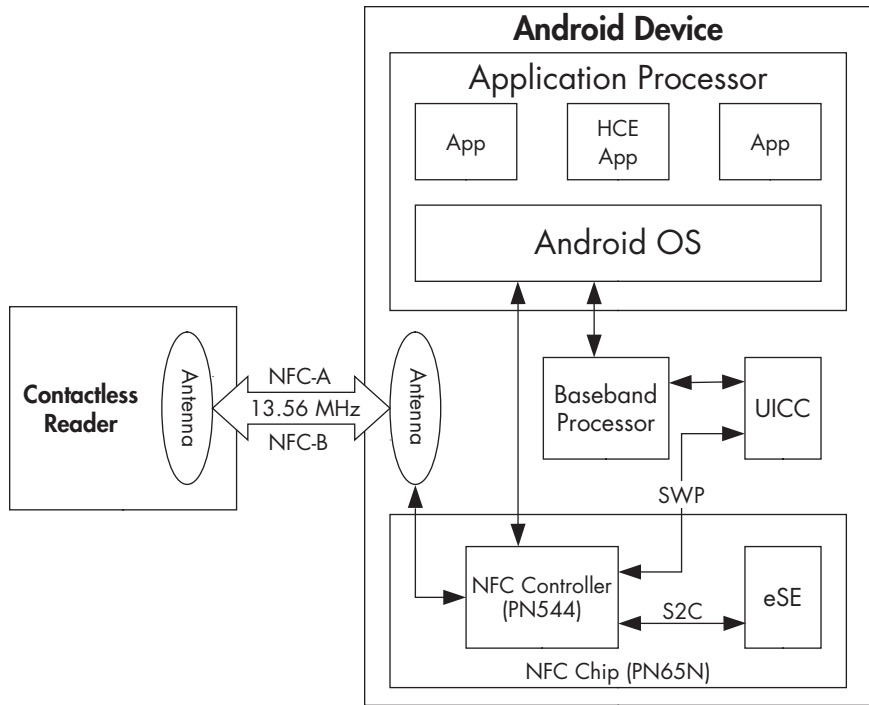 Android Device
Application Processor
App
HCE
App
App
Android OS
Contactless
Reader
Antenna
NFC-A
13.56 MHz
NFC-B
Antenna
Baseband
Processor
UICC
SWP
NFC Controller
(PN544)
S2C
eSE
NFC Chip (PN65N)